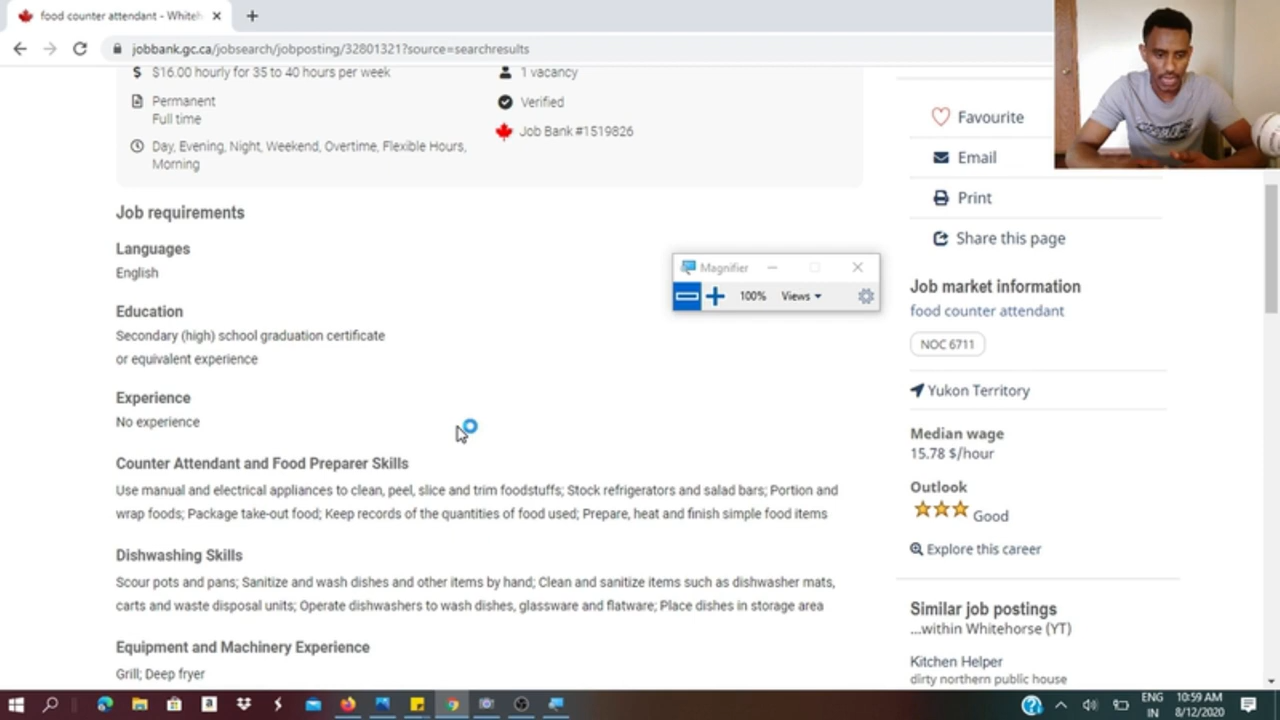 food counter attendant - Whiteh
jobbank.gc.ca/jobsearch/jobposting/32801321?source=searchresults
$16.00 hourly for 35 to 40 hours per week
1 vacancy
Permanent
Full time
Verified
Job Bank #1519826
Day, Evening, Night, Weekend, Overtime, Flexible Hours,
Morning
Job requirements
Languages
English
Education
Secondary (high) school graduation certificate
or equivalent experience
Experience
No experience
Counter Attendant and Food Preparer Skills
Use manual and electrical appliances to clean, peel, slice and trim foodstuffs; Stock refrigerators and salad bars; Portion and
wrap foods; Package take-out food; Keep records of the quantities of food used; Prepare, heat and finish simple food items
Dishwashing Skills
Scour pots and pans; Sanitize and wash dishes and other items by hand; Clean and sanitize items such as dishwasher mats,
carts and waste disposal units; Operate dishwashers to wash dishes, glassware and flatware; Place dishes in storage area
Equipment and Machinery Experience
Grill; Deep fryer
Magnifier
100% Views
Favourite
Email
Print
Share this page
Job market information
food counter attendant
NOC 6711
Yukon Territory
Median wage
15.78 $/hour
Outlook
Good
Explore this career
Similar job postings
...within Whitehorse (YT)
Kitchen Helper
dirty northern public house
ENG
IN
10:59 AM
8/12/2020